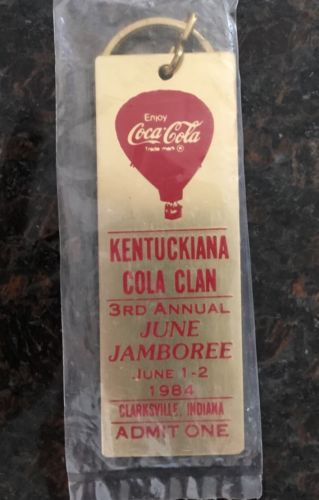 Enjoy
Coca-Cola
Trade mark ®
KENTUCKIANA
COLA CLAN
3RD ANNUAL
JUNE
JAMBOREE
JUNE 1-2
1984
CLARKSVILLE, INDIANA
ADMIT ONE